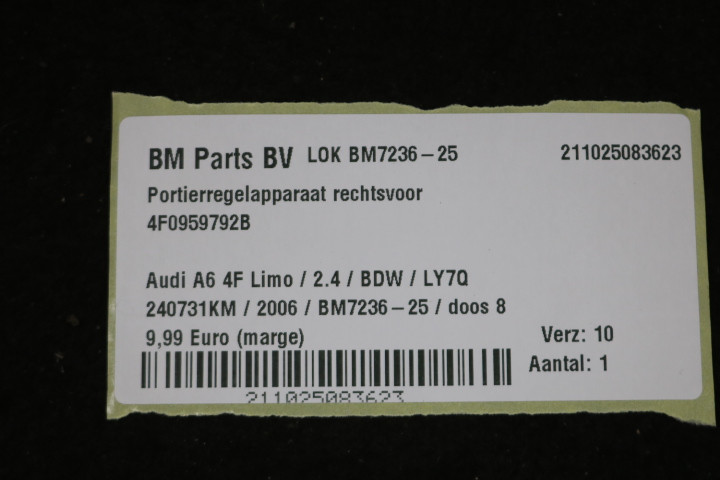 BM Parts BV LOK BM7236-25 211025083623
Portierregelapparaat rechtsvoor
4F0959792B
Audi A6 4F Limo / 2.4 / BDW / LY7Q
240731KM / 2006 / BM7236-25 / doos 8
9,99 Euro (marge) Verz: 10
Aantal: 1
211025083623